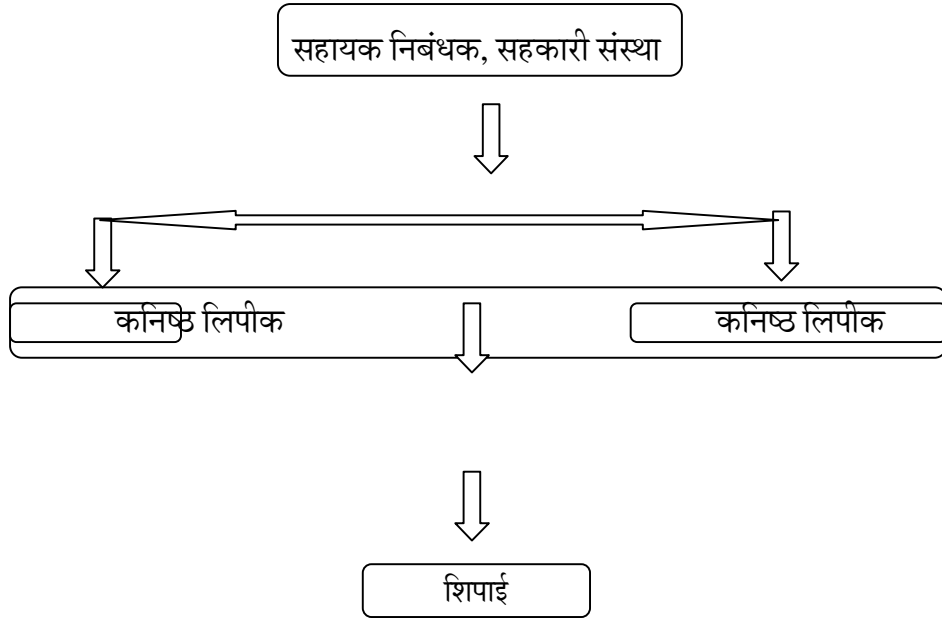 सहायक निबंधक, सहकारी संस्था
कनिष्ठ लिपीक कनिष्ठ लिपीक
शिपाई